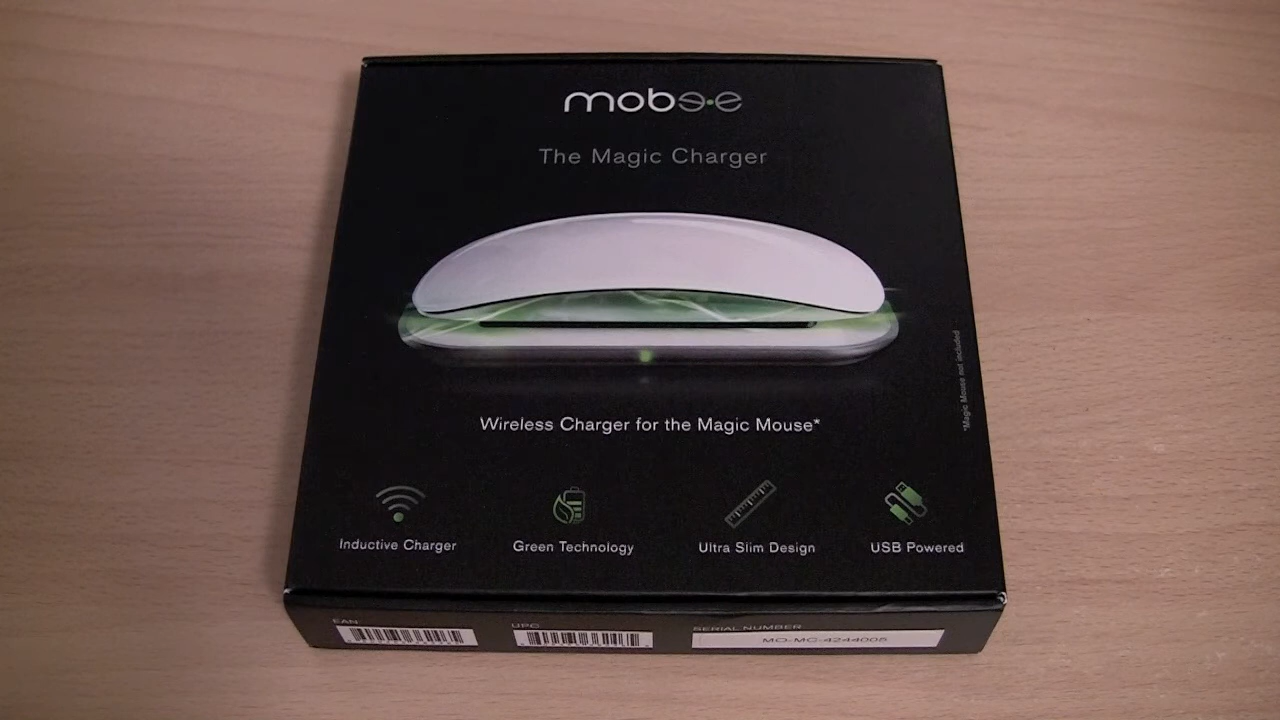 mobee
The Magic Charger
*Magic Mouse not included
Wireless Charger for the Magic Mouse*
Inductive Charger
Green Technology
Ultra Slim Design
USB Powered
EAN
UPC
SERIAL NUMBER
MO-MC-4244005